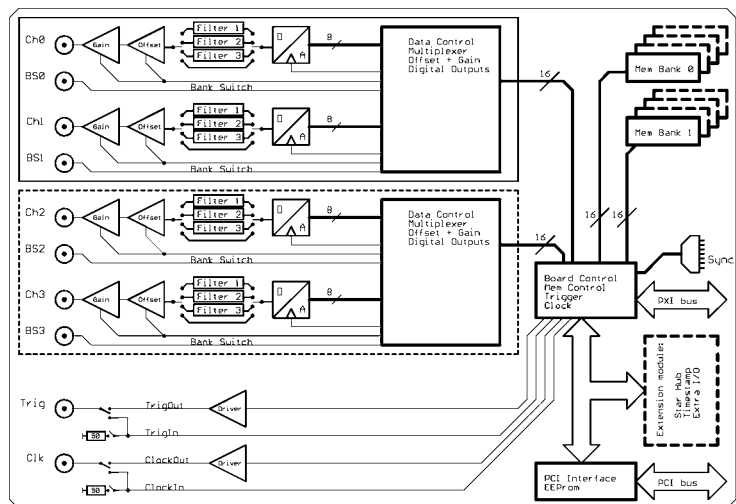 Ch0
Gain
Offset
Filter 1
Filter 2
Filter 3
D
A
8
BS0
Bank Switch
Ch1
Gain
Offset
Filter 1
Filter 2
Filter 3
D
A
8
BS1
Bank Switch
Data Control
Multiplexer
Offset + Gain
Digital Outputs
16
Mem Bank 0
Mem Bank 1
16
16
Ch2
Gain
Offset
Filter 1
Filter 2
Filter 3
D
A
8
BS2
Bank Switch
Ch3
Gain
Offset
Filter 1
Filter 2
Filter 3
D
A
8
BS3
Bank Switch
Data Control
Multiplexer
Offset + Gain
Digital Outputs
16
Board Control
Mem Control
Trigger
Clock
Sync
PXI bus
Extension module:
Star Hub
Timestamp
Extra I/O
Trig
TrigOut
Driver
50
TrigIn
Clk
ClockOut
Driver
50
ClockIn
PCI Interface
EEProm
PCI bus